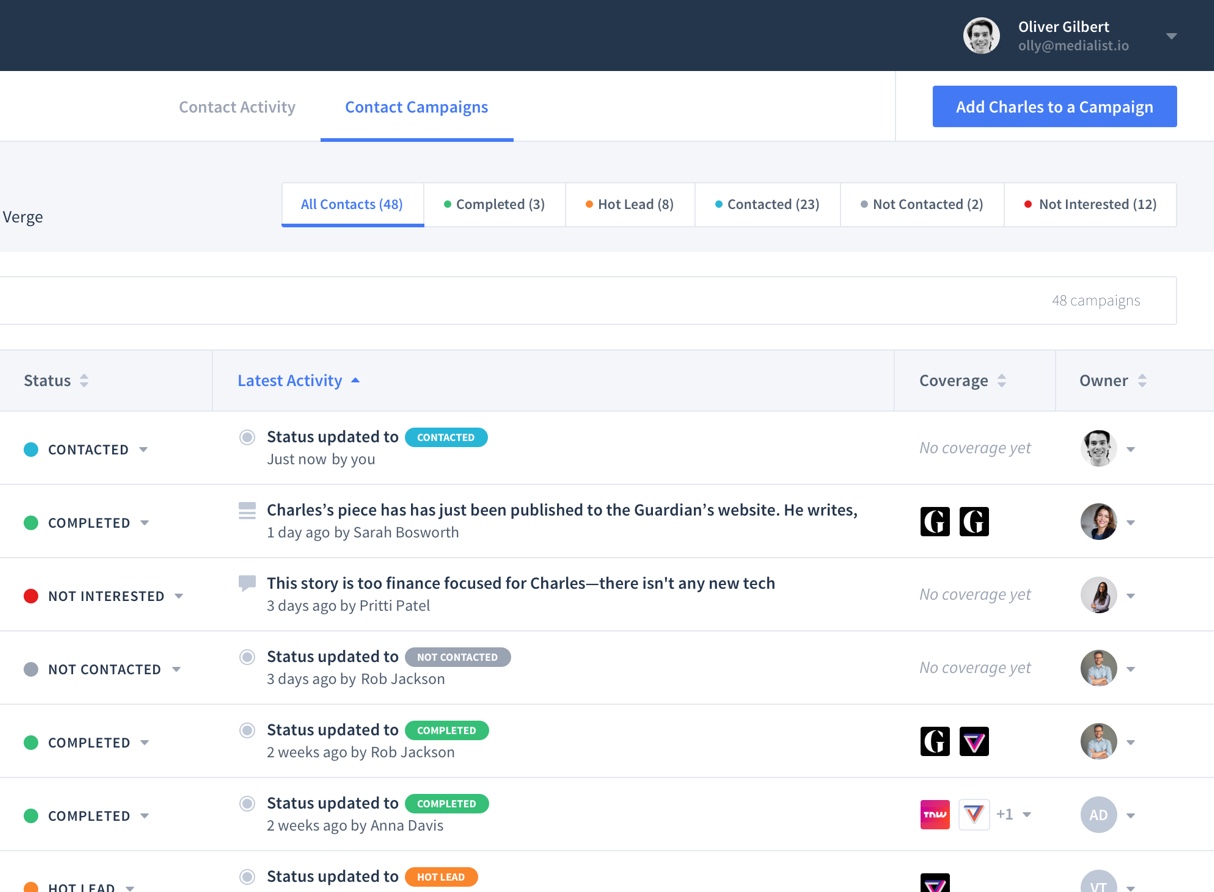 Oliver Gilbert
olly@medialist.io
Contact Activity
Contact Campaigns
Add Charles to a Campaign
Verge
All Contacts (48)
Completed (3)
Hot Lead (8)
Contacted (23)
Not Contacted (2)
Not Interested (12)
48 campaigns
Status
Latest Activity
Coverage
Owner
CONTACTED
Status updated to CONTACTED
Just now by you
No coverage yet
COMPLETED
Charles’s piece has has just been published to the Guardian’s website. He writes,
1 day ago by Sarah Bosworth
G
G
NOT INTERESTED
This story is too finance focused for Charles—there isn't any new tech
3 days ago by Pritti Patel
No coverage yet
NOT CONTACTED
Status updated to NOT CONTACTED
3 days ago by Rob Jackson
No coverage yet
COMPLETED
Status updated to COMPLETED
2 weeks ago by Rob Jackson
G
COMPLETED
Status updated to COMPLETED
2 weeks ago by Anna Davis
TNW
+1
AD
HOT LEAD
Status updated to HOT LEAD
VT